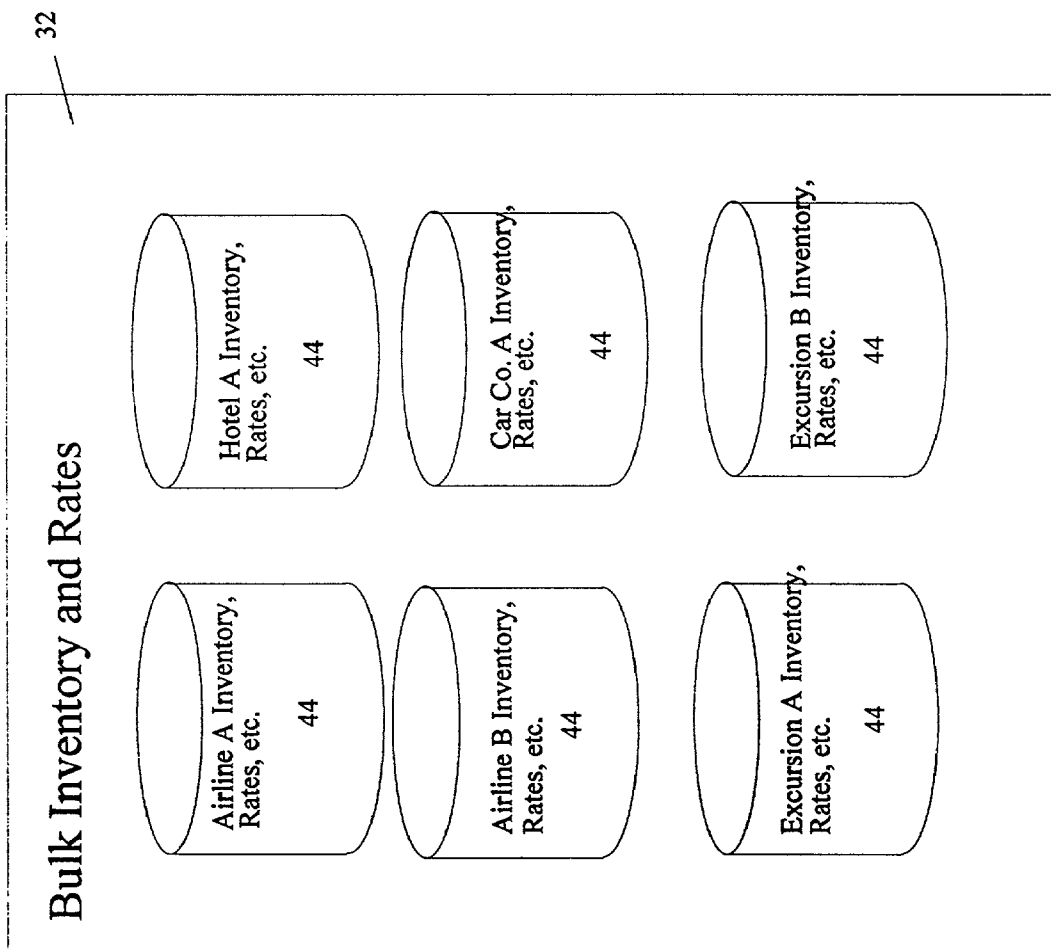 32
Bulk Inventory and Rates
Airline A Inventory,
Rates, etc.
44
Hotel A Inventory,
Rates, etc.
44
Airline B Inventory,
Rates, etc.
44
Car Co. A Inventory,
Rates, etc.
44
Excursion A Inventory,
Rates, etc.
44
Excursion B Inventory,
Rates, etc.
44